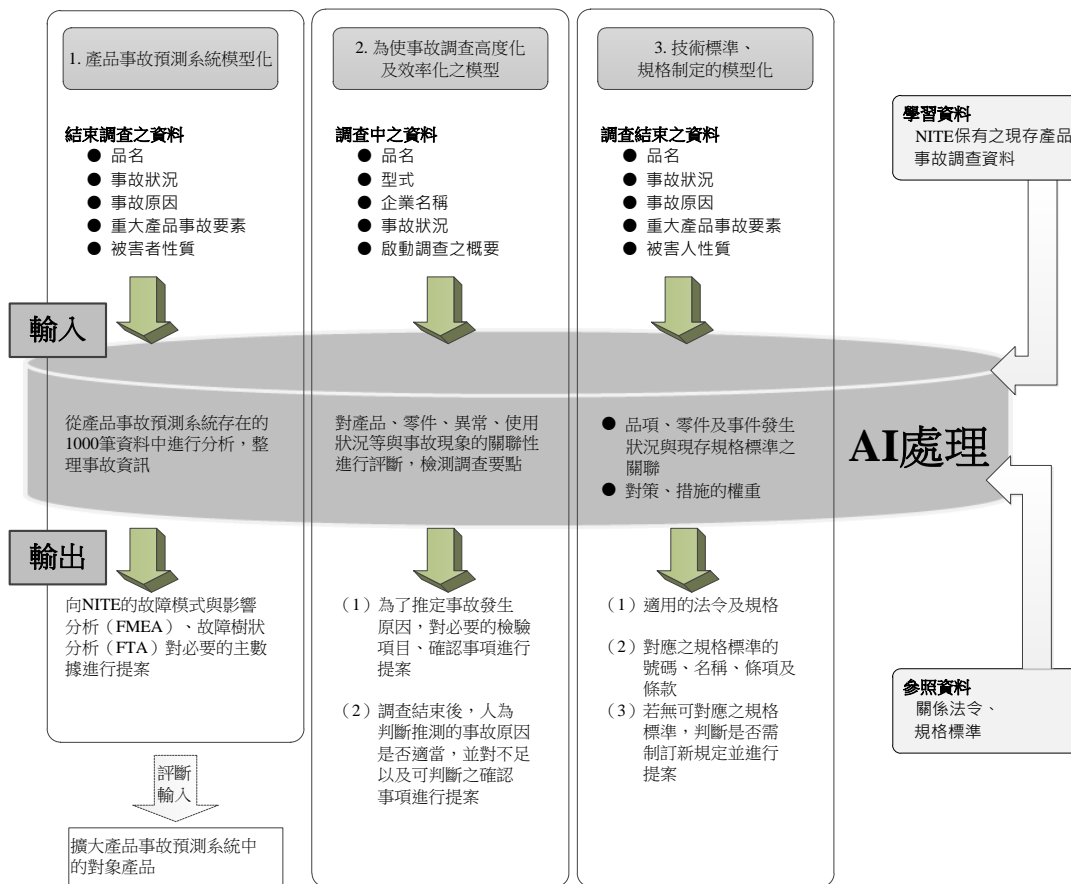 1. 產品事故預測系統模型化
結束調查之資料
● 品名
● 事故狀況
● 事故原因
● 重大產品事故要素
● 被害者性質
2. 為使事故調查高度化
及效率化之模型
調查中之資料
● 品名
● 型式
● 企業名稱
● 事故狀況
● 啟動調查之概要
3. 技術標準、
規格制定的模型化
調查結束之資料
● 品名
● 事故狀況
● 事故原因
● 重大產品事故要素
● 被害人性質
學習資料
NITE保有之現存產品
事故調查資料
輸入
從產品事故預測系統存在的
1000筆資料中進行分析，整
理事故資訊
對產品、零件、異常、使用
狀況等與事故現象的關聯性
進行評斷，檢測調查要點
● 品項、零件及事件發生
狀況與現存規格標準之
關聯
● 對策、措施的權重
AI處理
輸出
向NITE的故障模式與影響
分析（FMEA）、故障樹狀
分析（FTA）對必要的主數
據進行提案
（1）為了推定事故發生
原因，對必要的檢驗
項目、確認事項進行
提案
（2）調查結束後，人為
判斷推測的事故原因
是否適當，並對不足
以及可判斷之確認
事項進行提案
（1）適用的法令及規格
（2）對應之規格標準的
號碼、名稱、條項及
條款
（3）若無可對應之規格
標準，判斷是否需
制訂新規定並進行
提案
參照資料
關係法令、
規格標準
評斷
輸入
擴大產品事故預測系統中
的對象產品